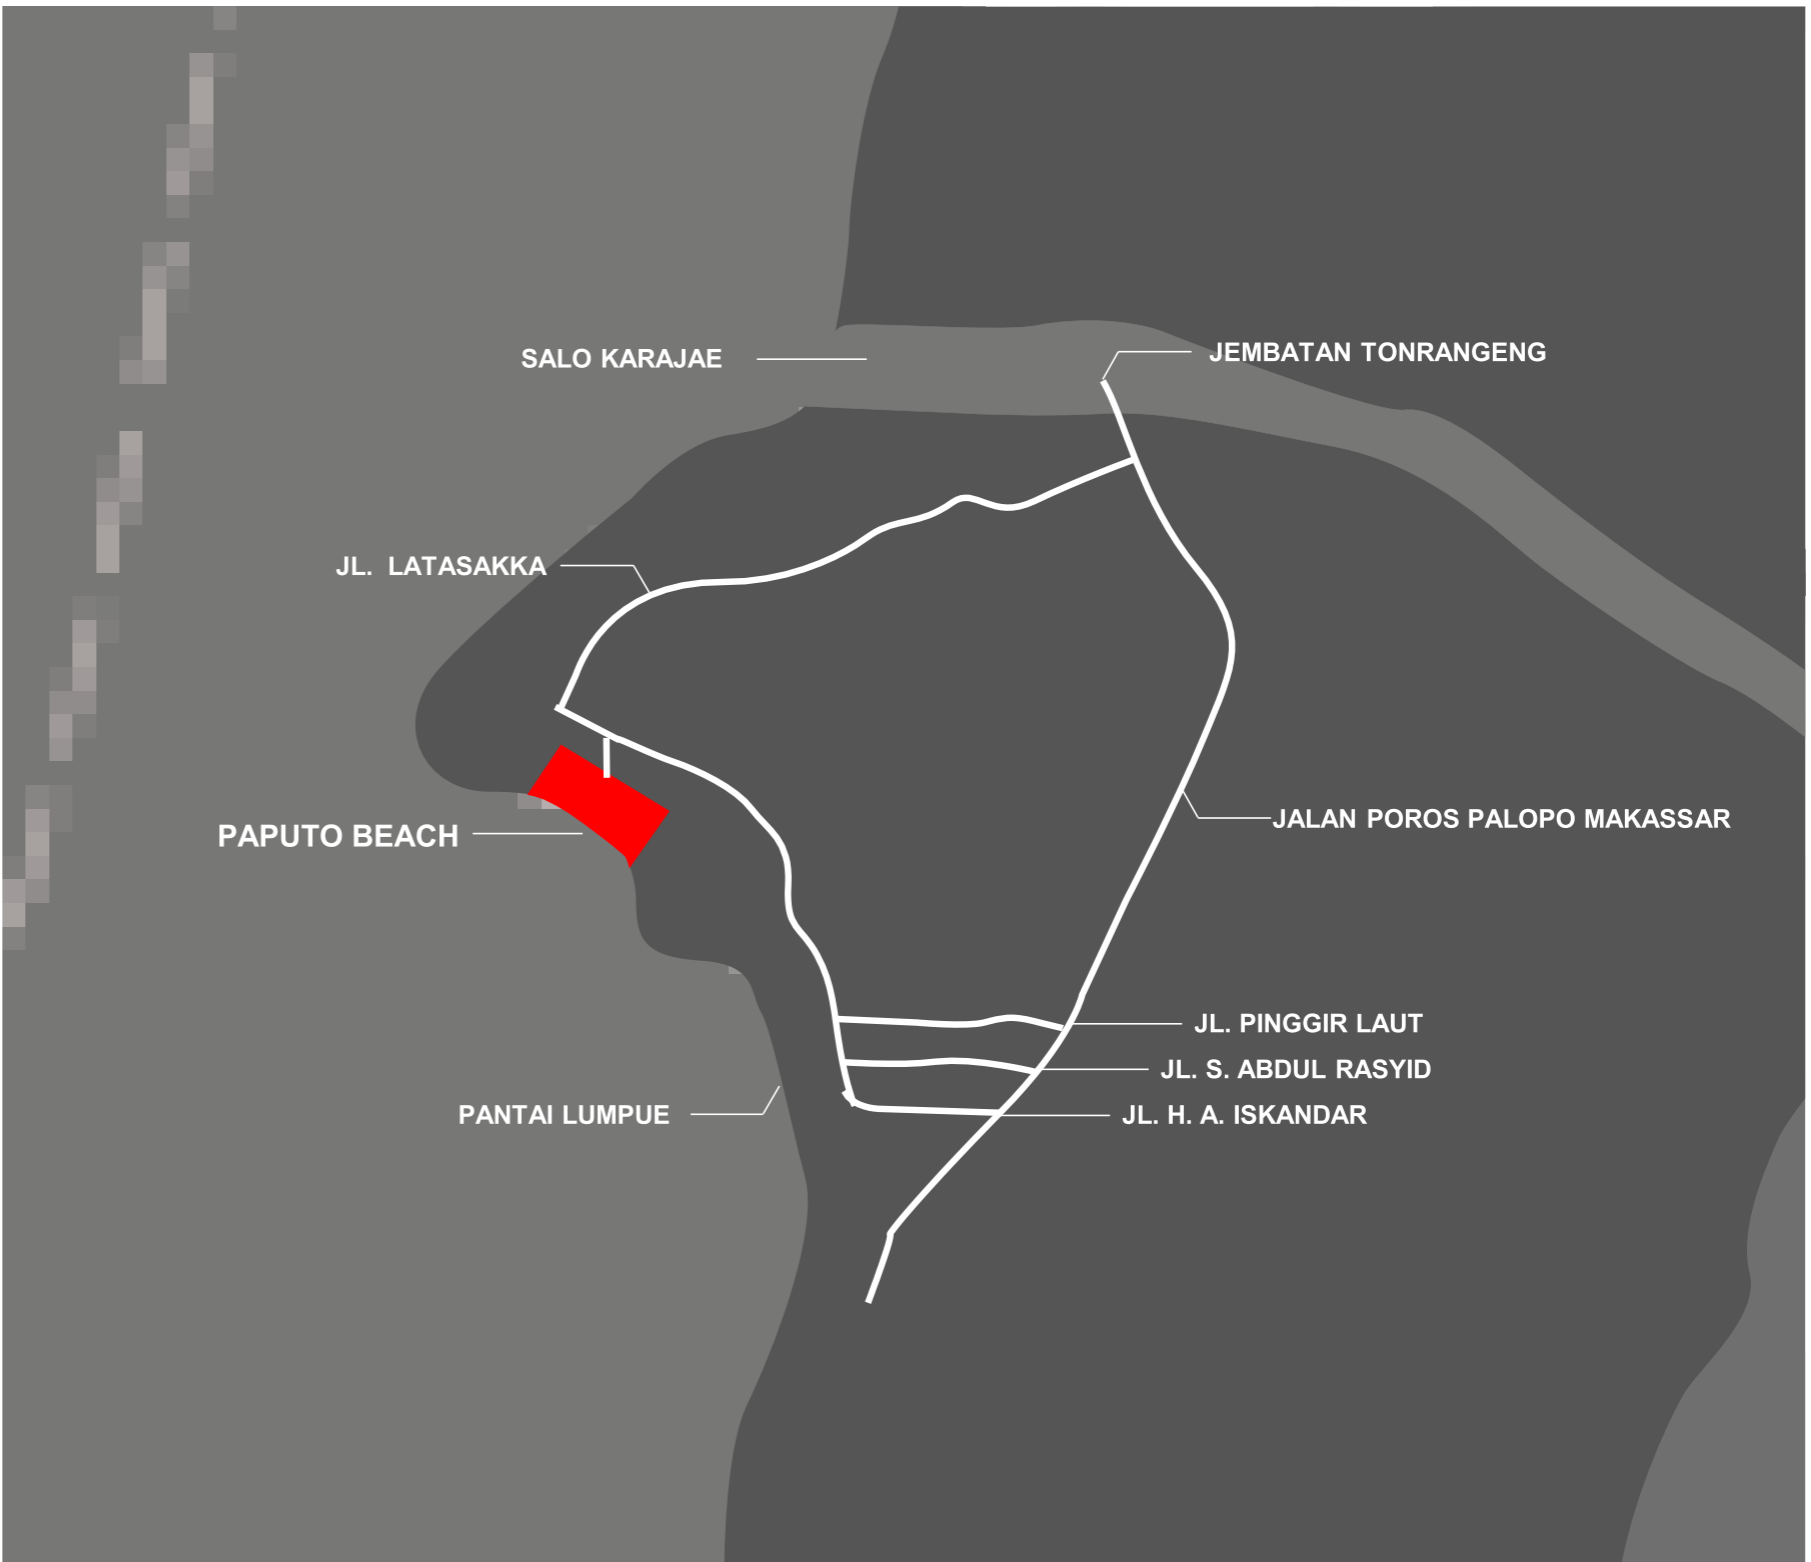 JEMBATAN TONRANGENG
SALO KARAJAE
JL. LATASAKKA
JALAN POROS PALOPO MAKASSAR
PAPUTO BEACH
JL. PINGGIR LAUT
JL. S. ABDUL RASYID
PANTAI LUMPUE
JL. H. A. ISKANDAR